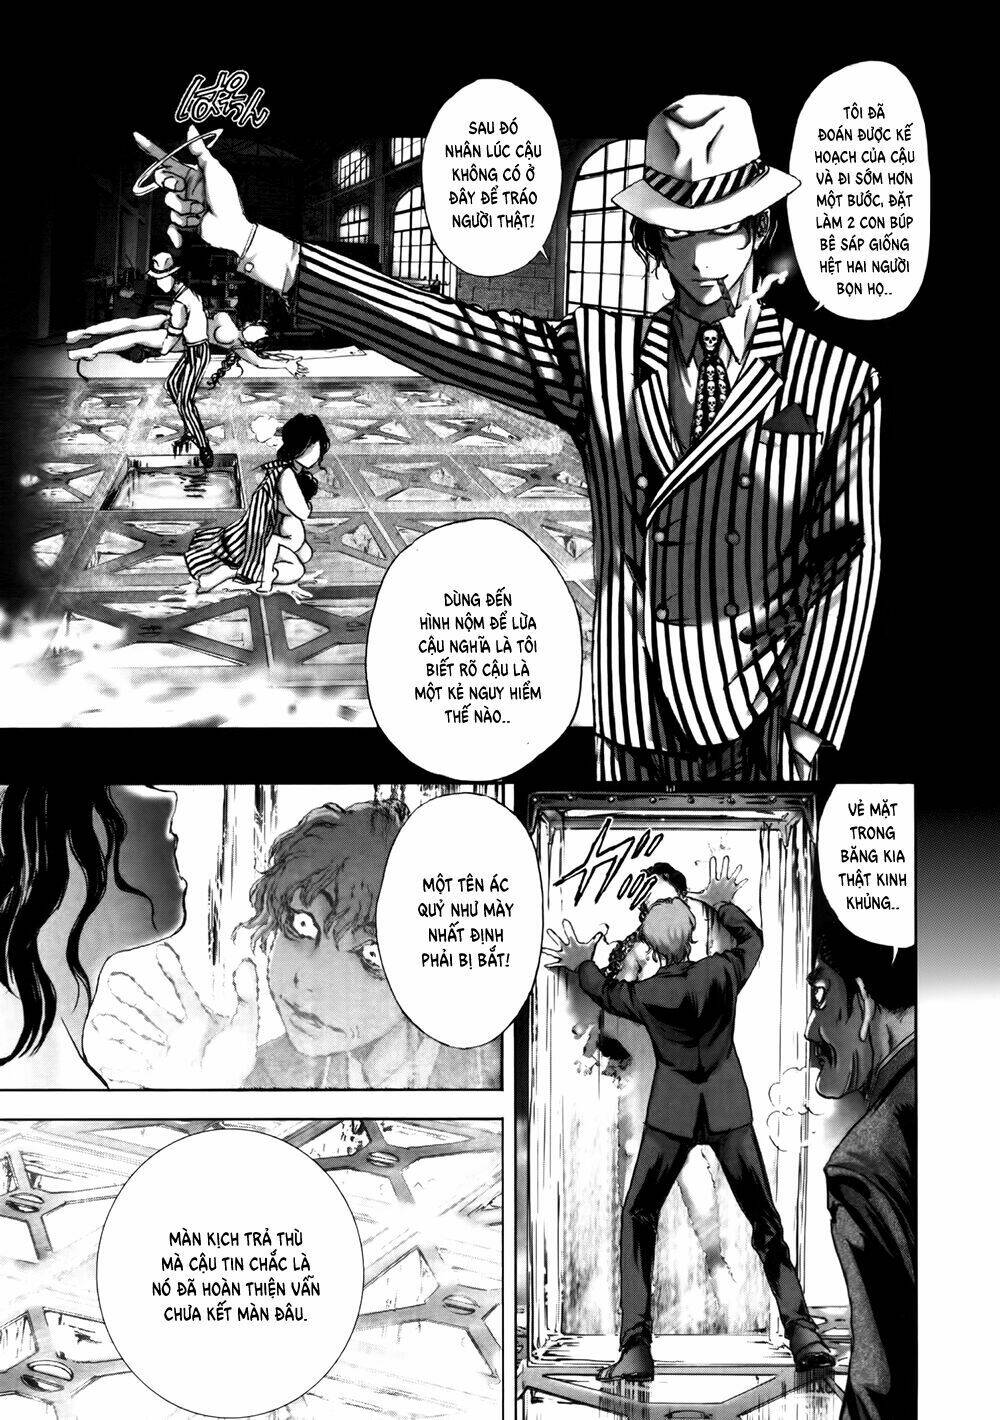 TÔI ĐÃ
ĐOÁN ĐƯỢC KẾ
HOẠCH CỦA CẬU
VÀ ĐI SỚM HƠN
MỘT BƯỚC, ĐẶT
LÀM 2 CON BÚP
BÊ SÁP GIỐNG
HỆT HAI NGƯỜI
BỌN HỌ..
SAU ĐÓ
NHÂN LÚC CẬU
KHÔNG CÓ Ở
ĐÂY ĐỂ TRÁO
NGƯỜI THẬT!
ぱちん
DÙNG ĐẾN
HÌNH NỘM ĐỂ LỪA
CẬU NGHĨA LÀ TÔI
BIẾT RÕ CẬU LÀ
MỘT KẺ NGUY HIỂM
THẾ NÀO..
VẺ MẶT
TRONG
BĂNG KIA
THẬT KINH
KHỦNG..
MỘT TÊN ÁC
QUỶ NHƯ MÀY
NHẤT ĐỊNH
PHẢI BỊ BẮT!
MÀN KỊCH TRẢ THÙ
MÀ CẬU TIN CHẮC LÀ
NÓ ĐÃ HOÀN THIỆN VẪN
CHƯA KẾT MÀN ĐÂU.